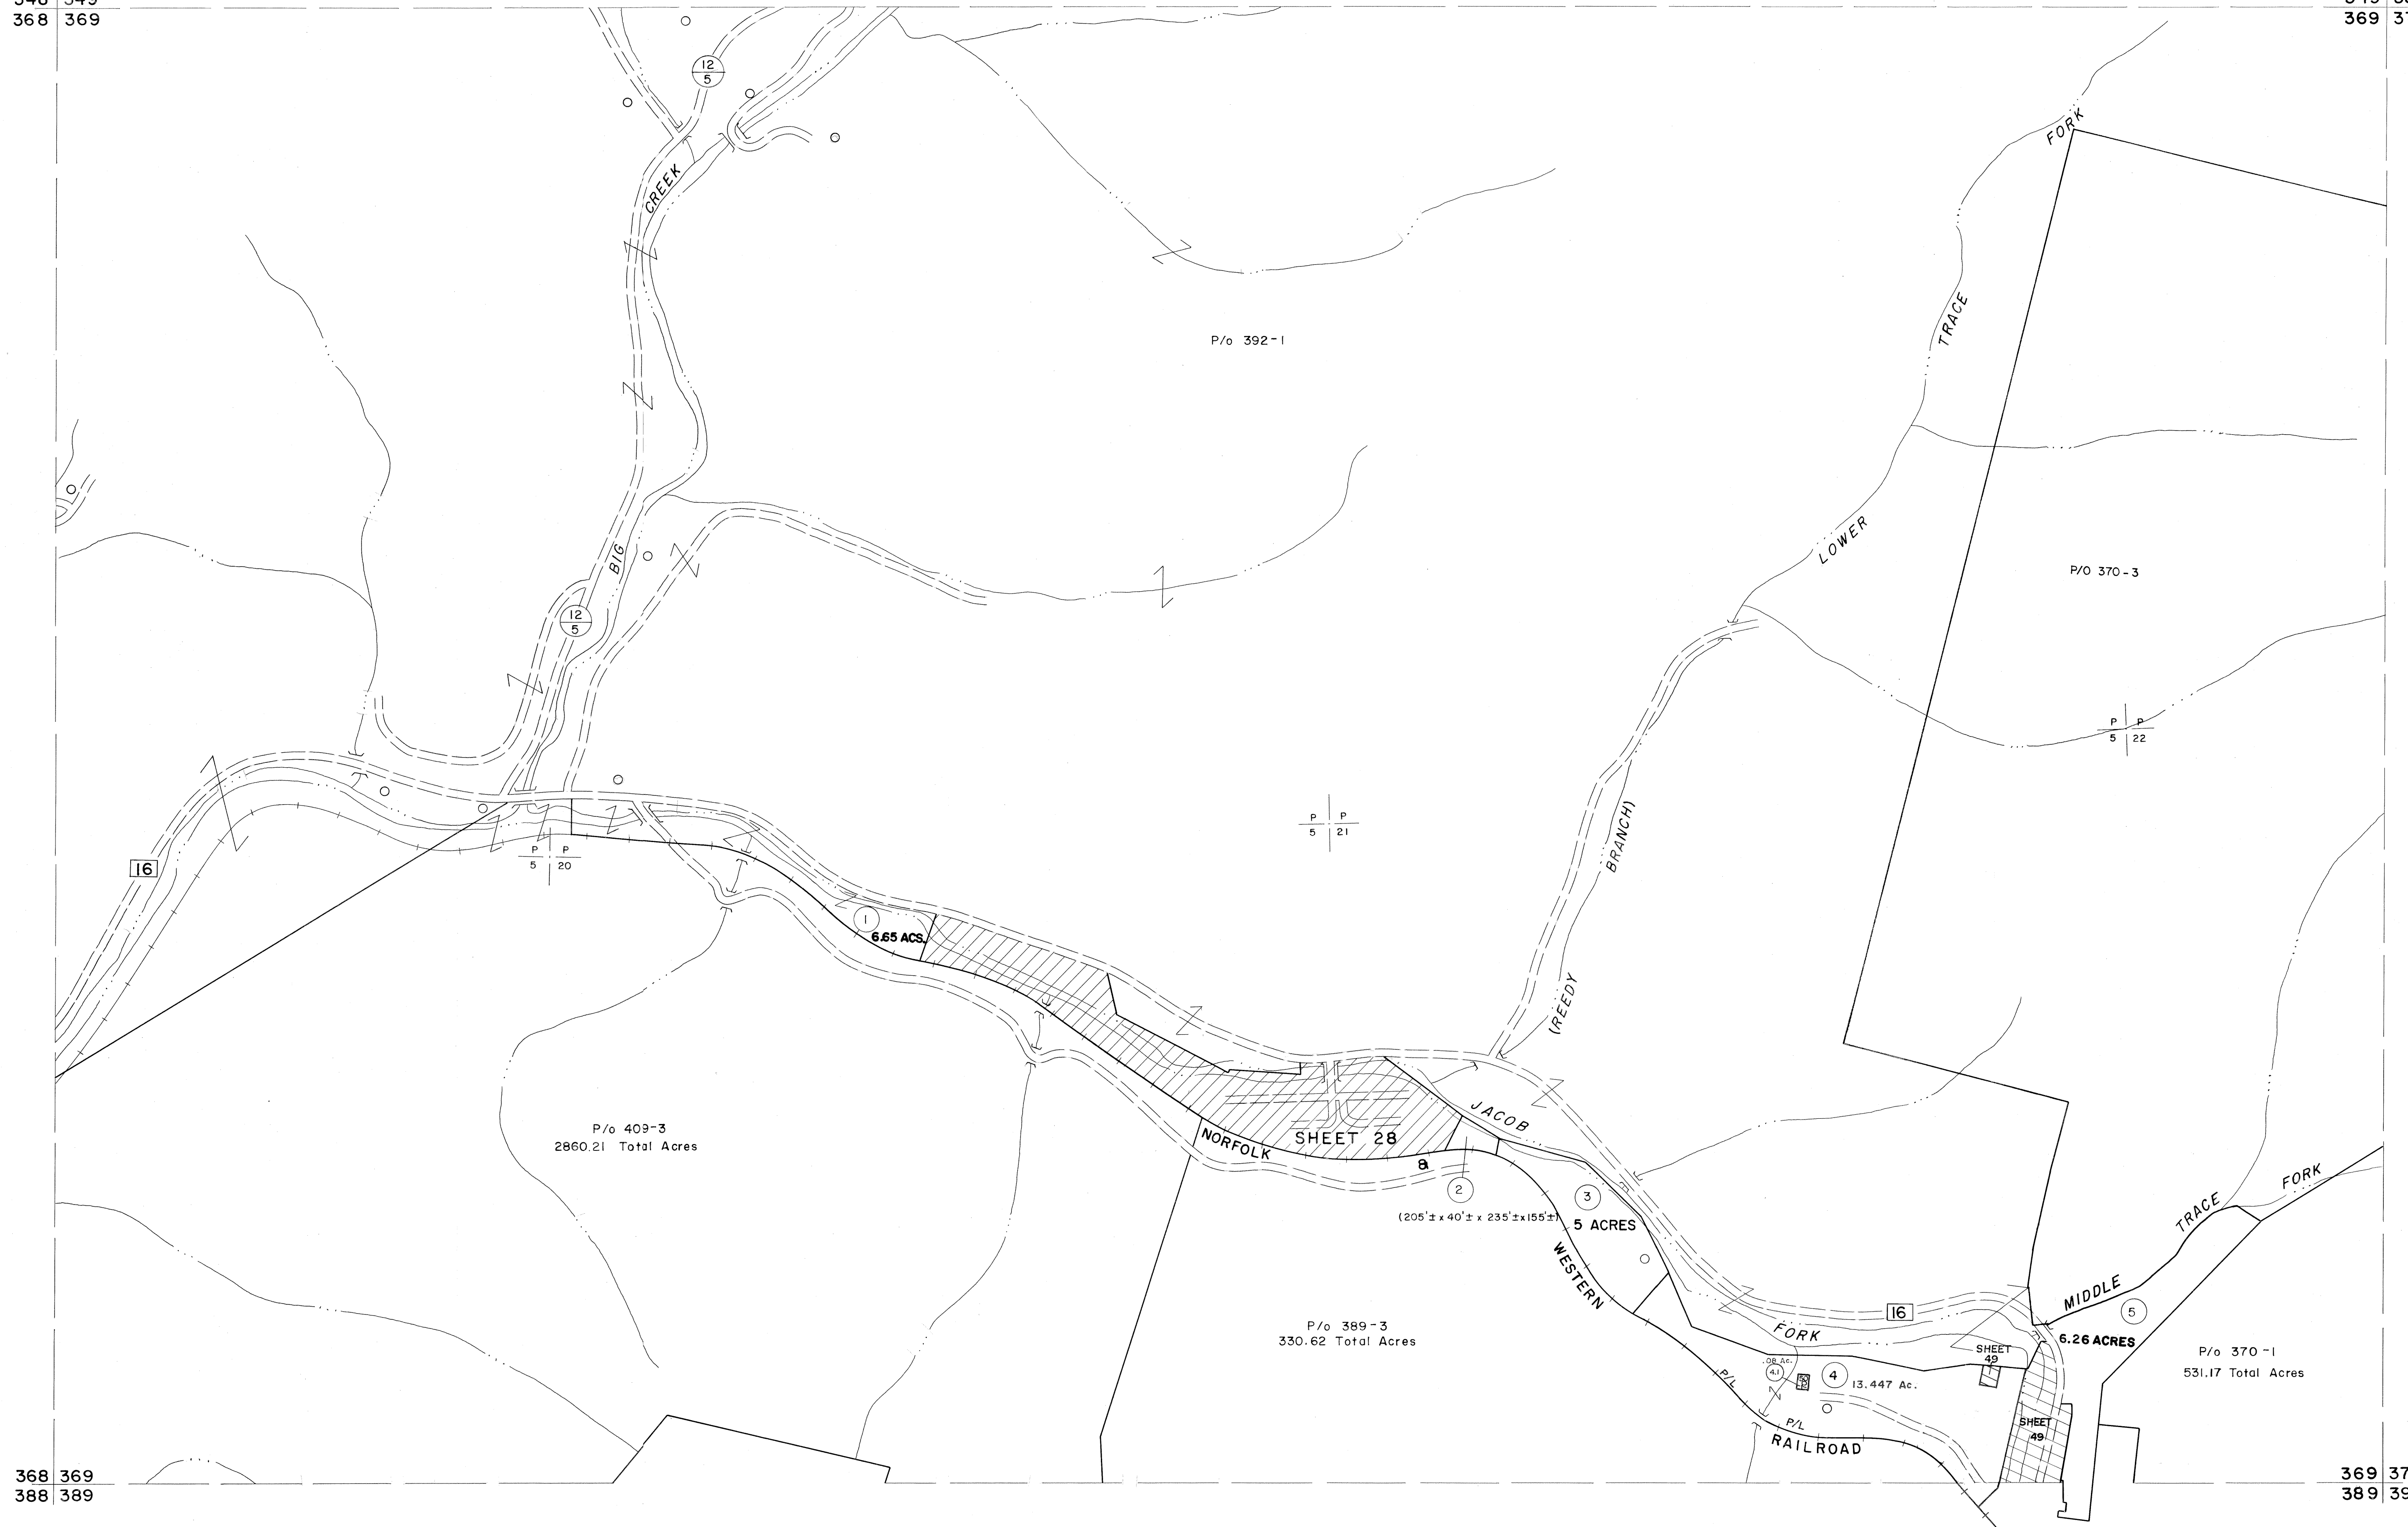 368 369
369
12
5
FORK
CREEK
TRACE
P/o 392-1
LOWER
P/O 370-3
BIG
12
5
P P
5 22
BRANCH)
P P
5 21
P P
5 20
16
1
6.65 ACS.
(REEDY
JACOB
P/o 409-3
2860.21 Total Acres
SHEET 28
NORFOLK
&
2
3
(205'± x 40'± x 235'± x 155'±)
5 ACRES
FORK
TRACE
WESTERN
MIDDLE
16
5
P/o 389-3
330.62 Total Acres
FORK
6.26 ACRES
SHEET
49
P/o 370-1
531.17 Total Acres
.08 Ac.
4.1
4
13.447 Ac.
P/L
P/L
SHEET
49
RAILROAD
368 369
388 389
369
389